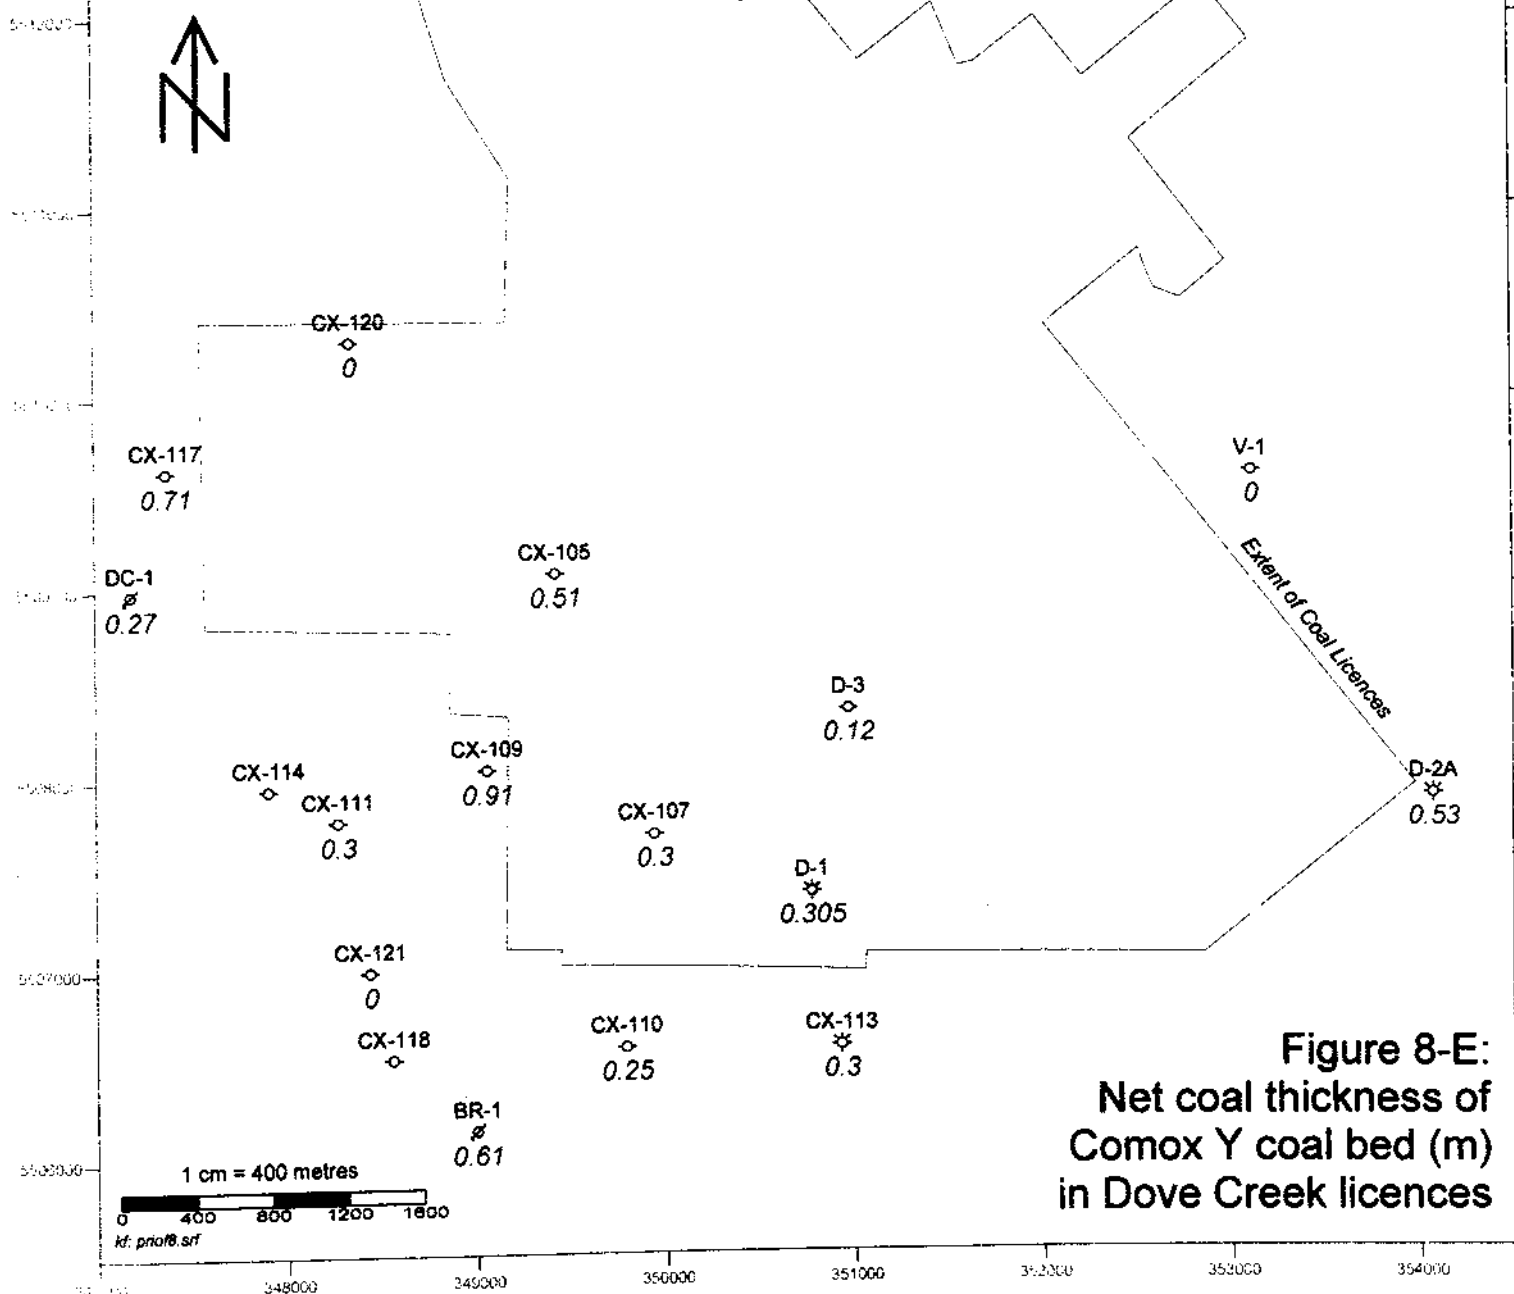 N
CX-120
0
CX-117
0.71
V-1
0
CX-105
0.51
DC-1
0.27
Extent of Coal Licences
D-3
0.12
CX-109
0.91
CX-114
CX-111
0.3
D-2A
0.53
CX-107
0.3
D-1
0.305
CX-121
0
CX-118
CX-110
0.25
CX-113
0.3
BR-1
0.61
Figure 8-E:
Net coal thickness of
Comox Y coal bed (m)
in Dove Creek licences
1 cm = 400 metres
0 400 800 1200 1600
kf: priof8.srf
348000 349000 350000 351000 352000 353000 354000